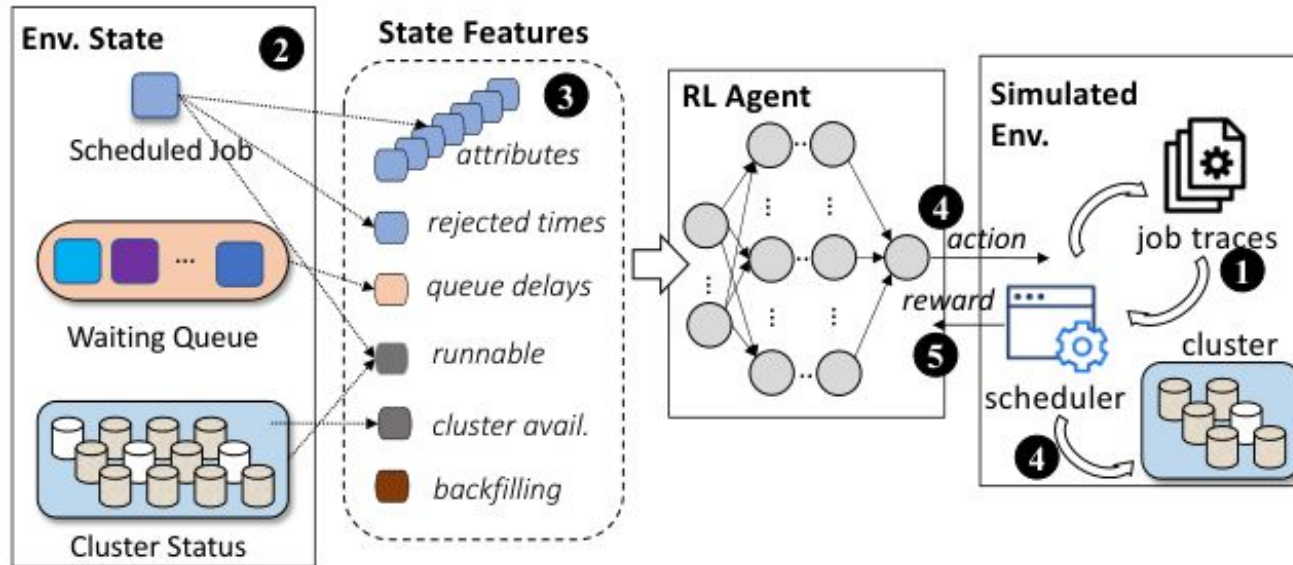 Env. State
2
Scheduled Job
...
Waiting Queue
Cluster Status
State Features
3
attributes
rejected times
queue delays
runnable
cluster avail.
backfilling
RL Agent
4
action
reward
5
Simulated
Env.
job traces
1
cluster
scheduler
4